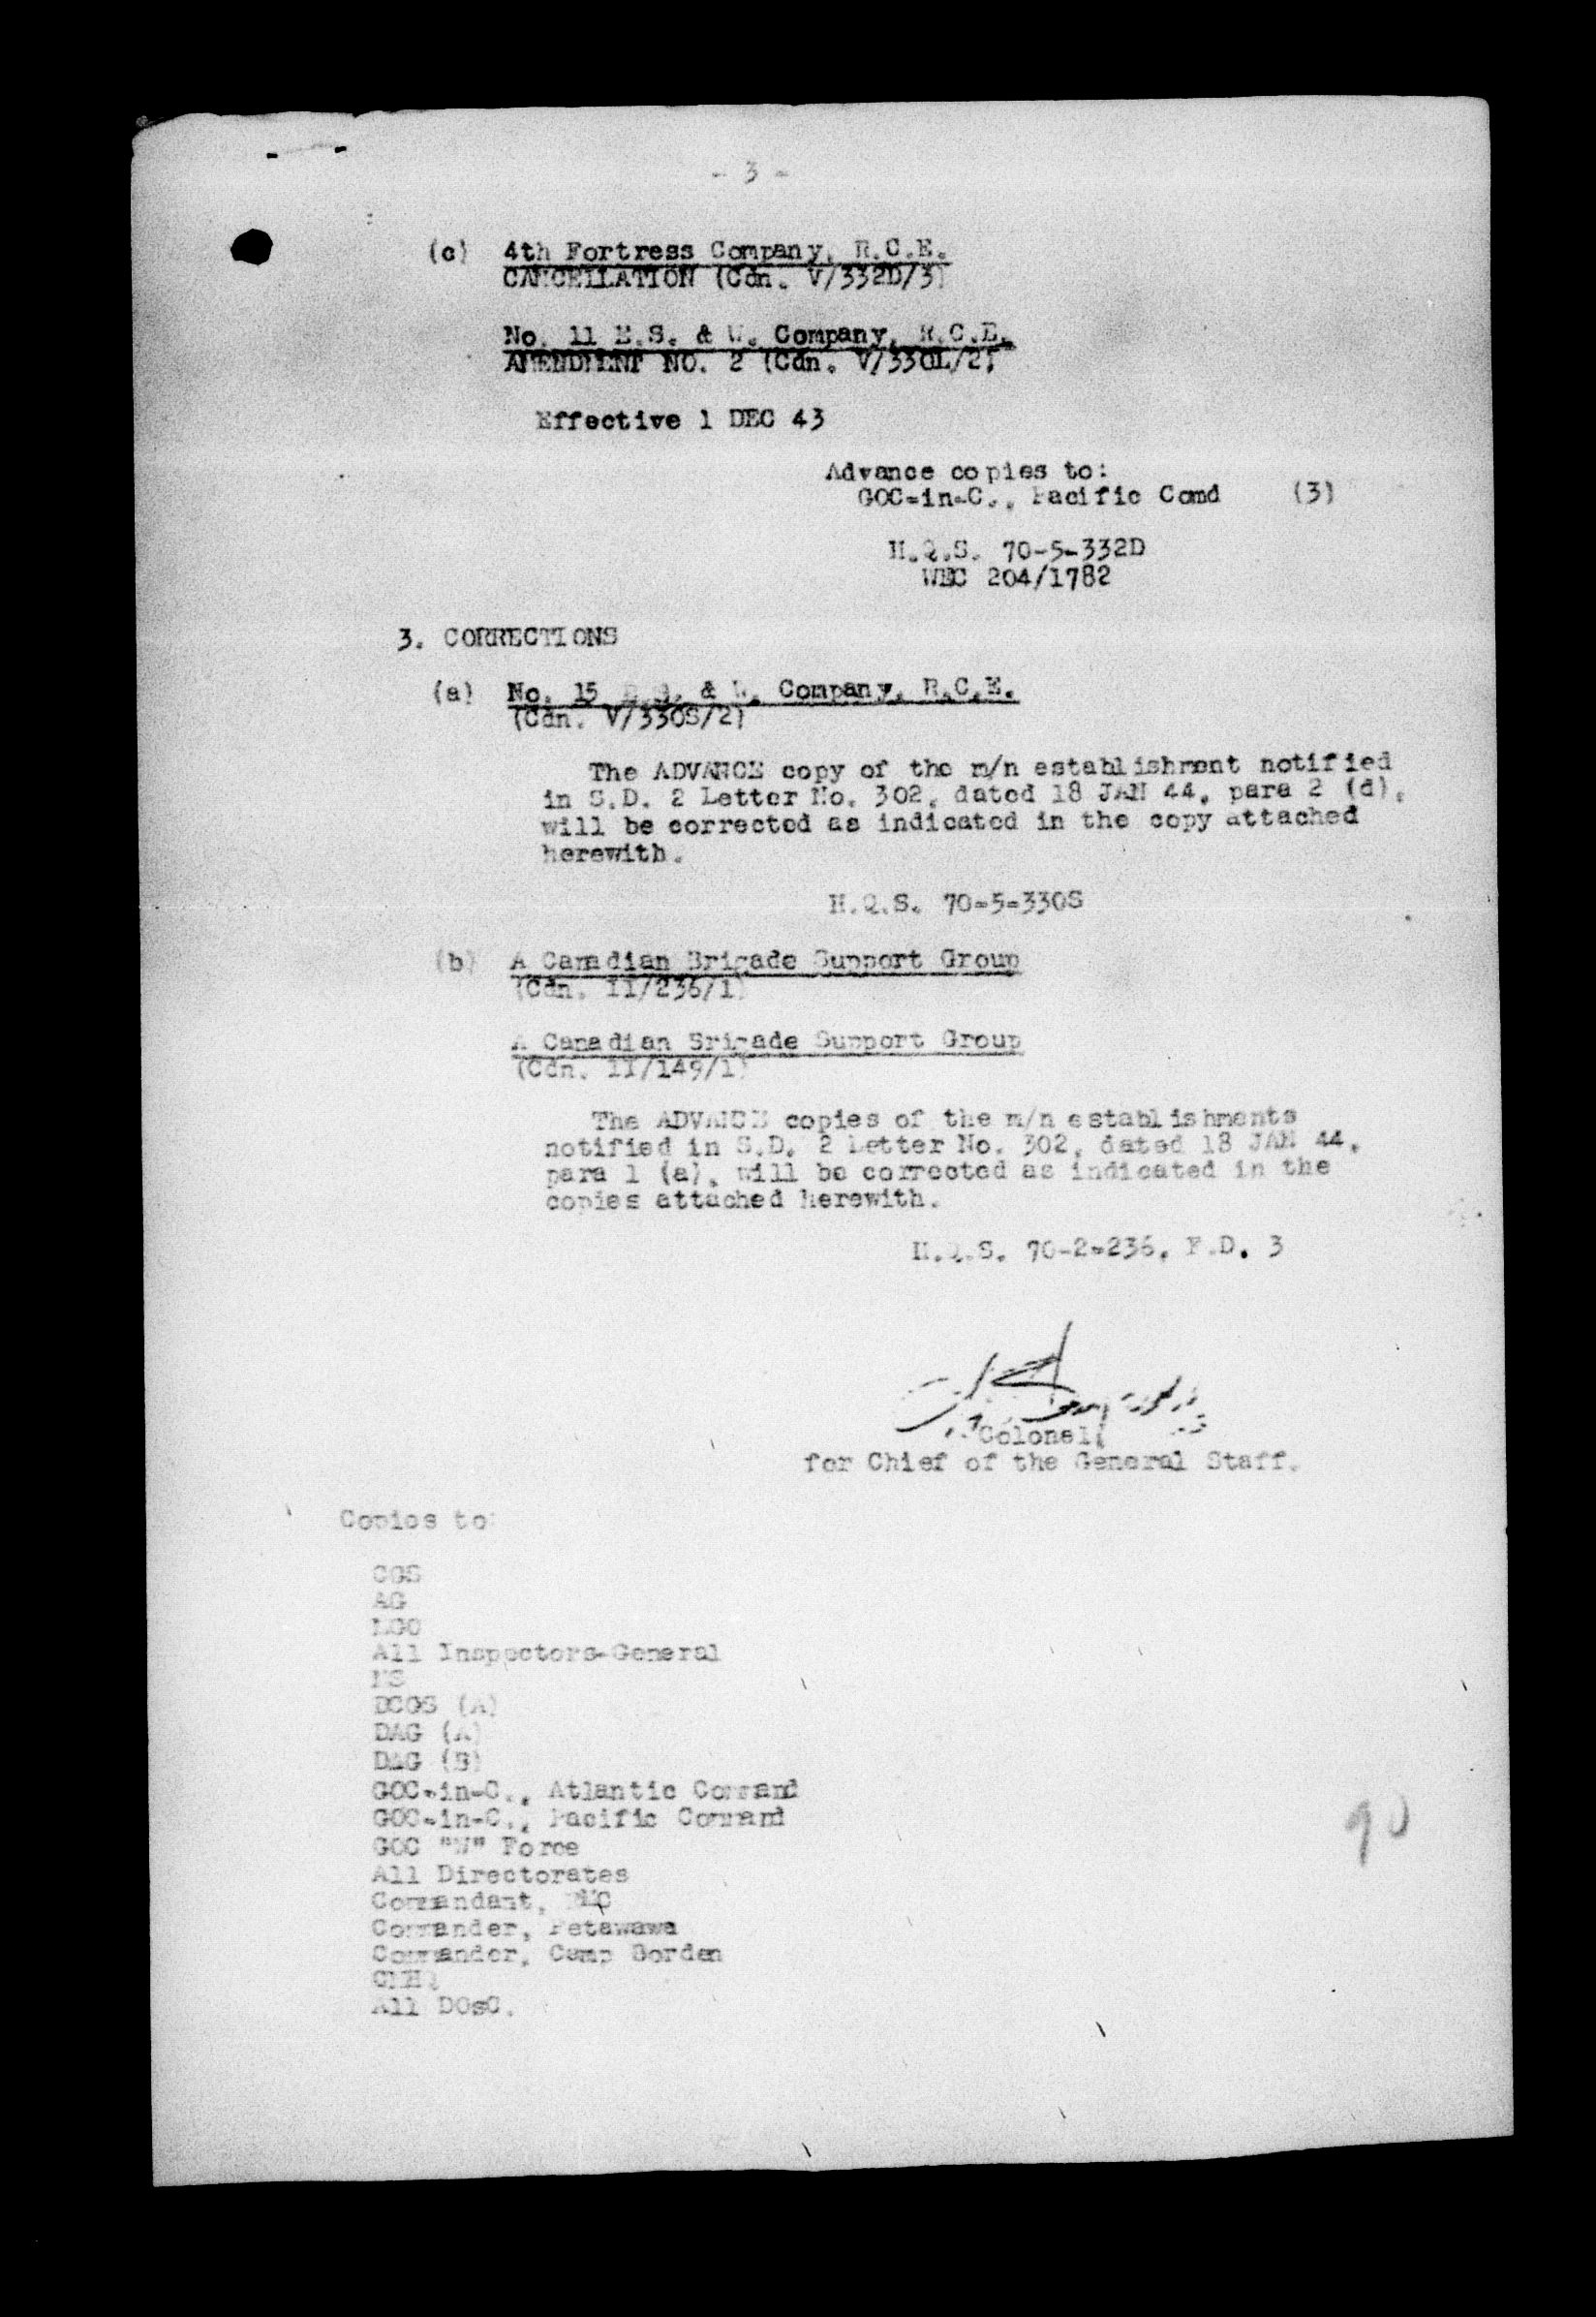 - 3 -
(c) 4th Fortress Company, R.C.E.
CANCELLATION (Cdn. V/332D/3)
No. 11 E.S. & W. Company, R.C.E.
AMENDMENT NO. 2 (Cdn. V/330L/2)
Effective 1 DEC 43
Advance copies to:
GOC-in-C., Pacific Comd (3)
H.Q.S. 70-5-332D
WEC 204/1782
3. CORRECTIONS
(a) No. 15 E.S. & W. Company, R.C.E.
(Cdn. V/330S/2)
The ADVANCE copy of the m/n establishment notified
in S.D. 2 Letter No. 302, dated 18 JAN 44, para 2 (d),
will be corrected as indicated in the copy attached
herewith.
H.Q.S. 70-5-330S
(b) A Canadian Brigade Support Group
(Cdn. II/236/1)
A Canadian Brigade Support Group
(Cdn. II/149/1)
The ADVANCE copies of the m/n establishments
notified in S.D. 2 Letter No. 302, dated 18 JAN 44,
para 1 (a), will be corrected as indicated in the
copies attached herewith.
H.Q.S. 70-2-236, F.D. 3
Colonel,
for Chief of the General Staff.
Copies to:
CGS
AG
MGO
All Inspectors-General
MS
DCGS (A)
DAG (A)
DAG (B)
GOC-in-C., Atlantic Command
GOC-in-C., Pacific Command
GOC "W" Force
All Directorates
Commandant, RMC
Commander, Petawawa
Commander, Camp Borden
CMHQ
All DOsC.
90